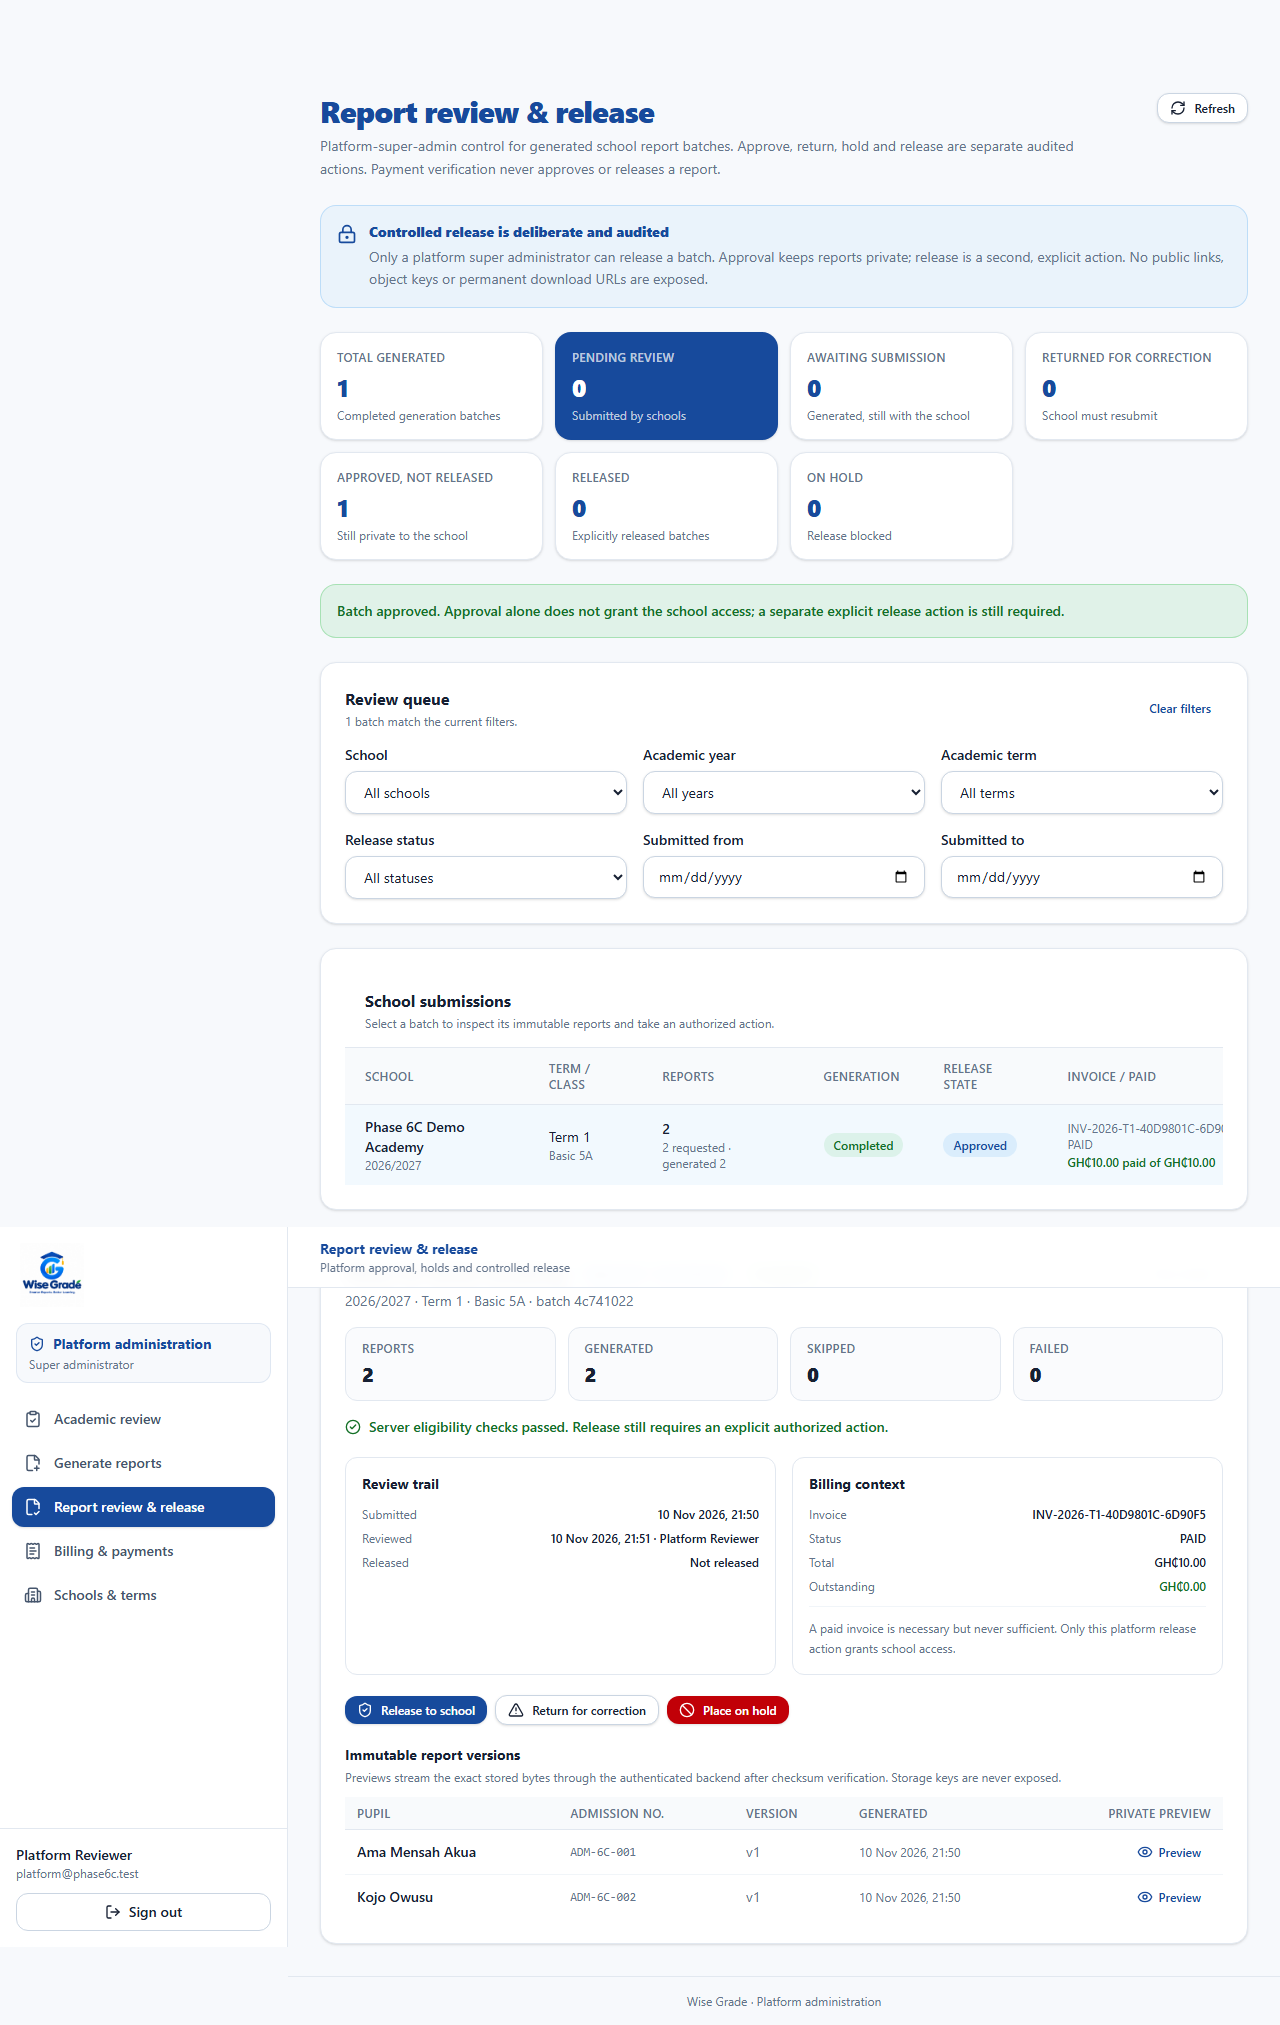 Report review & release
Refresh
Platform-super-admin control for generated school report batches. Approve, return, hold and release are separate audited
actions. Payment verification never approves or releases a report.
Controlled release is deliberate and audited
Only a platform super administrator can release a batch. Approval keeps reports private; release is a second, explicit action. No public links,
object keys or permanent download URLs are exposed.
TOTAL GENERATED
1
Completed generation batches
PENDING REVIEW
0
Submitted by schools
AWAITING SUBMISSION
0
Generated, still with the school
RETURNED FOR CORRECTION
0
School must resubmit
APPROVED, NOT RELEASED
1
Still private to the school
RELEASED
0
Explicitly released batches
ON HOLD
0
Release blocked
Batch approved. Approval alone does not grant the school access; a separate explicit release action is still required.
Review queue
1 batch match the current filters.
Clear filters
School
Academic year
Academic term
All schools
All years
All terms
Release status
Submitted from
Submitted to
All statuses
mm/dd/yyyy
mm/dd/yyyy
School submissions
Select a batch to inspect its immutable reports and take an authorized action.
SCHOOL
TERM /
CLASS
REPORTS
GENERATION
RELEASE
STATE
INVOICE / PAID
Phase 6C Demo
Academy
2026/2027
Term 1
Basic 5A
2
2 requested ·
generated 2
Completed
Approved
INV-2026-T1-40D9801C-6D90
PAID
GH₵10.00 paid of GH₵10.00
Wise Grade
Platform administration
Super administrator
Academic review
Generate reports
Report review & release
Billing & payments
Schools & terms
Platform Reviewer
platform@phase6c.test
Sign out
Report review & release
Platform approval, holds and controlled release
2026/2027 · Term 1 · Basic 5A · batch 4c741022
REPORTS
2
GENERATED
2
SKIPPED
0
FAILED
0
Server eligibility checks passed. Release still requires an explicit authorized action.
Review trail
Submitted
10 Nov 2026, 21:50
Reviewed
10 Nov 2026, 21:51 · Platform Reviewer
Released
Not released
Billing context
Invoice
INV-2026-T1-40D9801C-6D90F5
Status
PAID
Total
GH₵10.00
Outstanding
GH₵0.00
A paid invoice is necessary but never sufficient. Only this platform release
action grants school access.
Release to school
Return for correction
Place on hold
Immutable report versions
Previews stream the exact stored bytes through the authenticated backend after checksum verification. Storage keys are never exposed.
PUPIL
ADMISSION NO.
VERSION
GENERATED
PRIVATE PREVIEW
Ama Mensah Akua
ADM-6C-001
v1
10 Nov 2026, 21:50
Preview
Kojo Owusu
ADM-6C-002
v1
10 Nov 2026, 21:50
Preview
Wise Grade · Platform administration